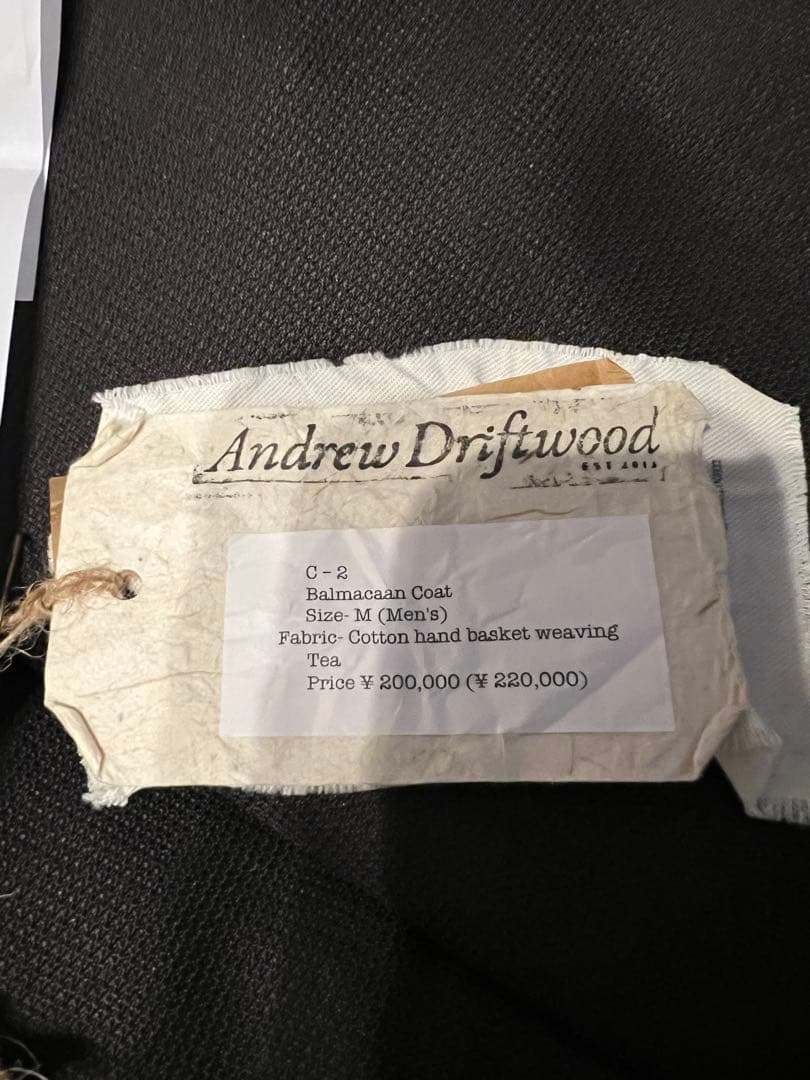 Andrew Driftwood
C - 2
Balmacaan Coat
Size- M (Men's)
Fabric- Cotton hand basket weaving
Tea
Price ¥ 200,000 (¥ 220,000)